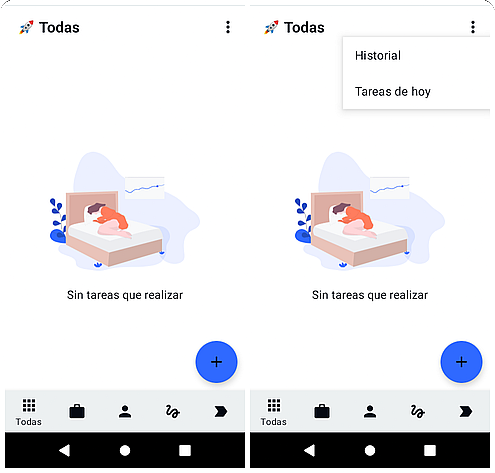 🚀 Todas
Sin tareas que realizar
Todas
🚀 Todas
Historial
Tareas de hoy
Sin tareas que realizar
Todas